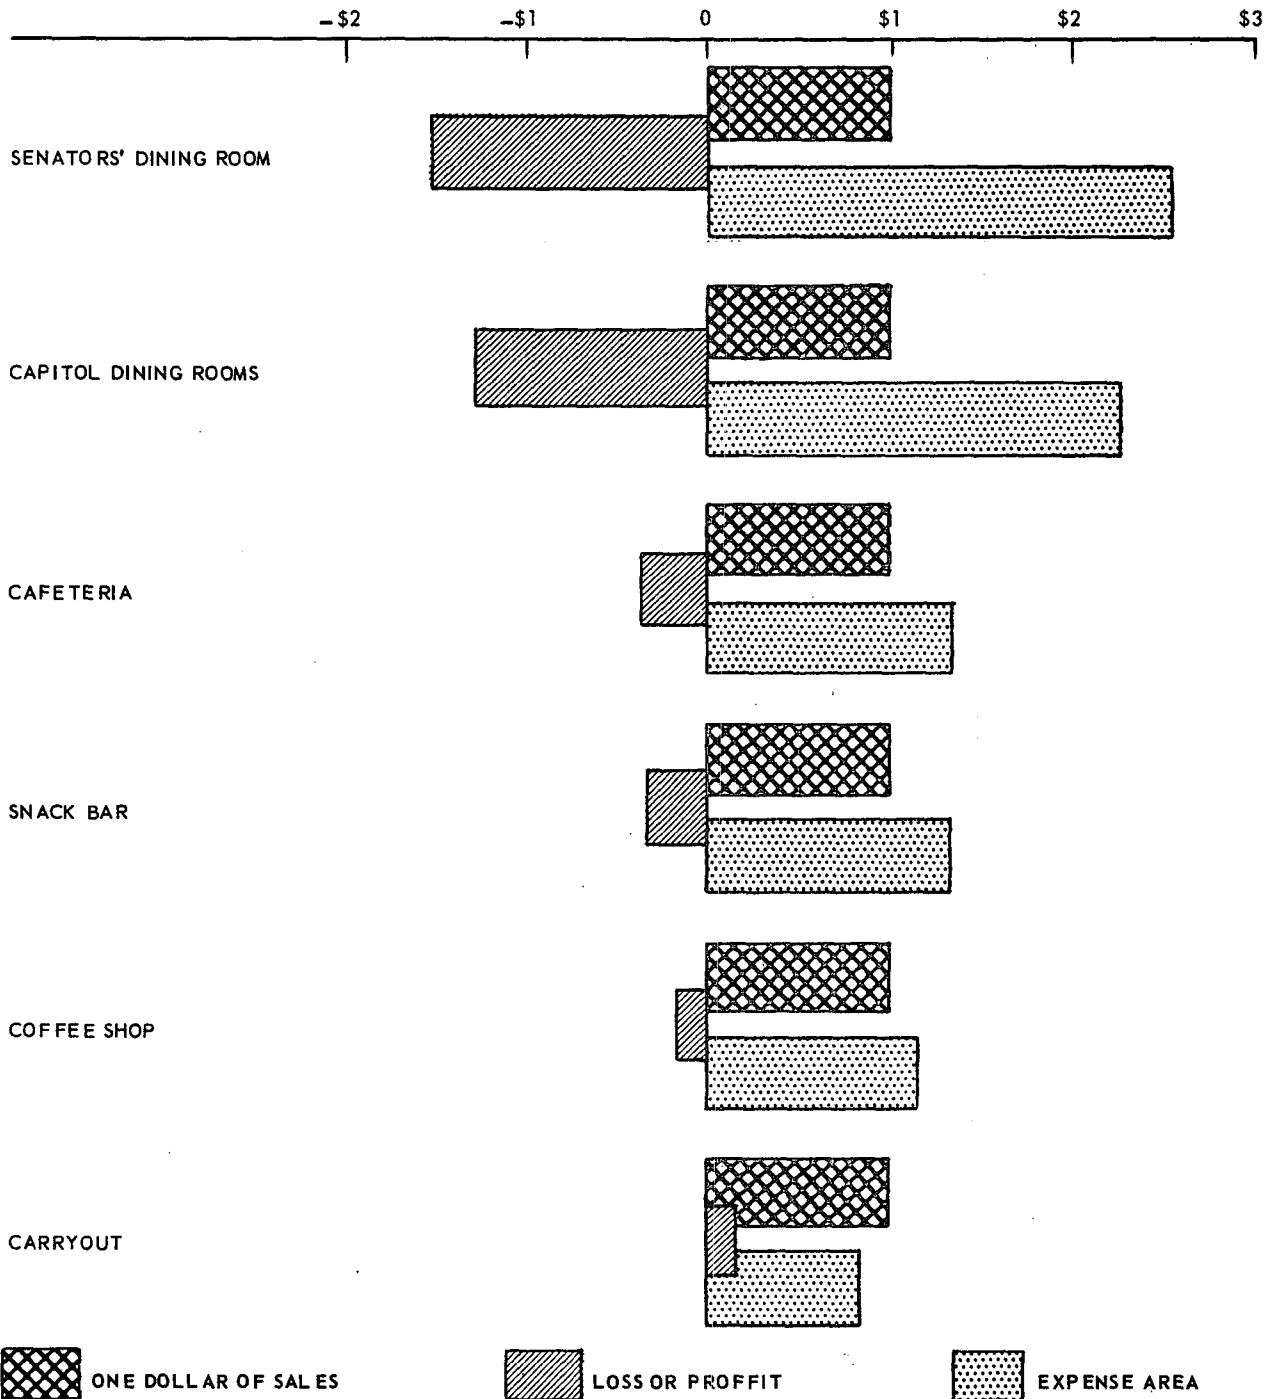 −$2 −$1 0 $1 $2 $3
SENATORS' DINING ROOM
CAPITOL DINING ROOMS
CAFETERIA
SNACK BAR
COFFEE SHOP
CARRYOUT
ONE DOLLAR OF SALES LOSS OR PROFFIT EXPENSE AREA